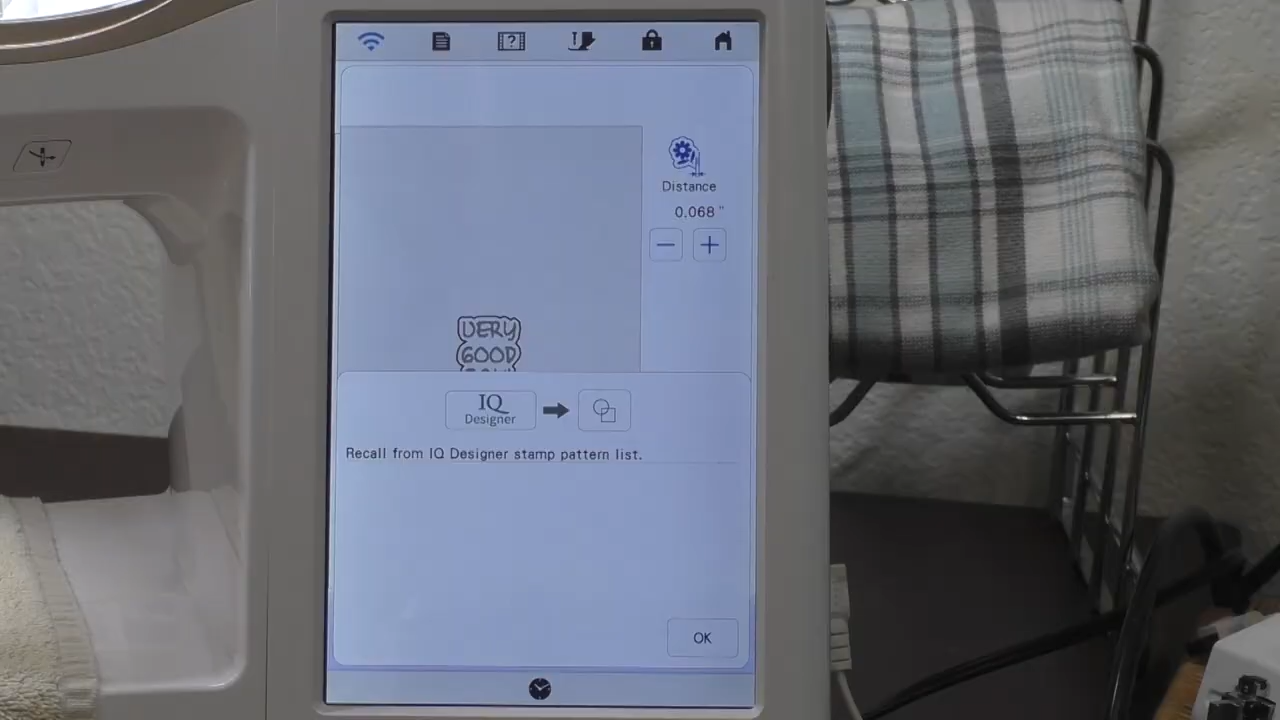 Distance
0.068 "
VERY
GOOD
IQ
Designer
Recall from IQ Designer stamp pattern list.
OK